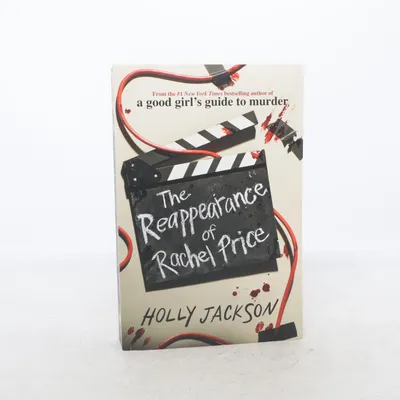 From the #1 New York Times bestselling author of
a good girl's guide to murder
The
Reappearance
of
Rachel Price
HOLLY JACKSON